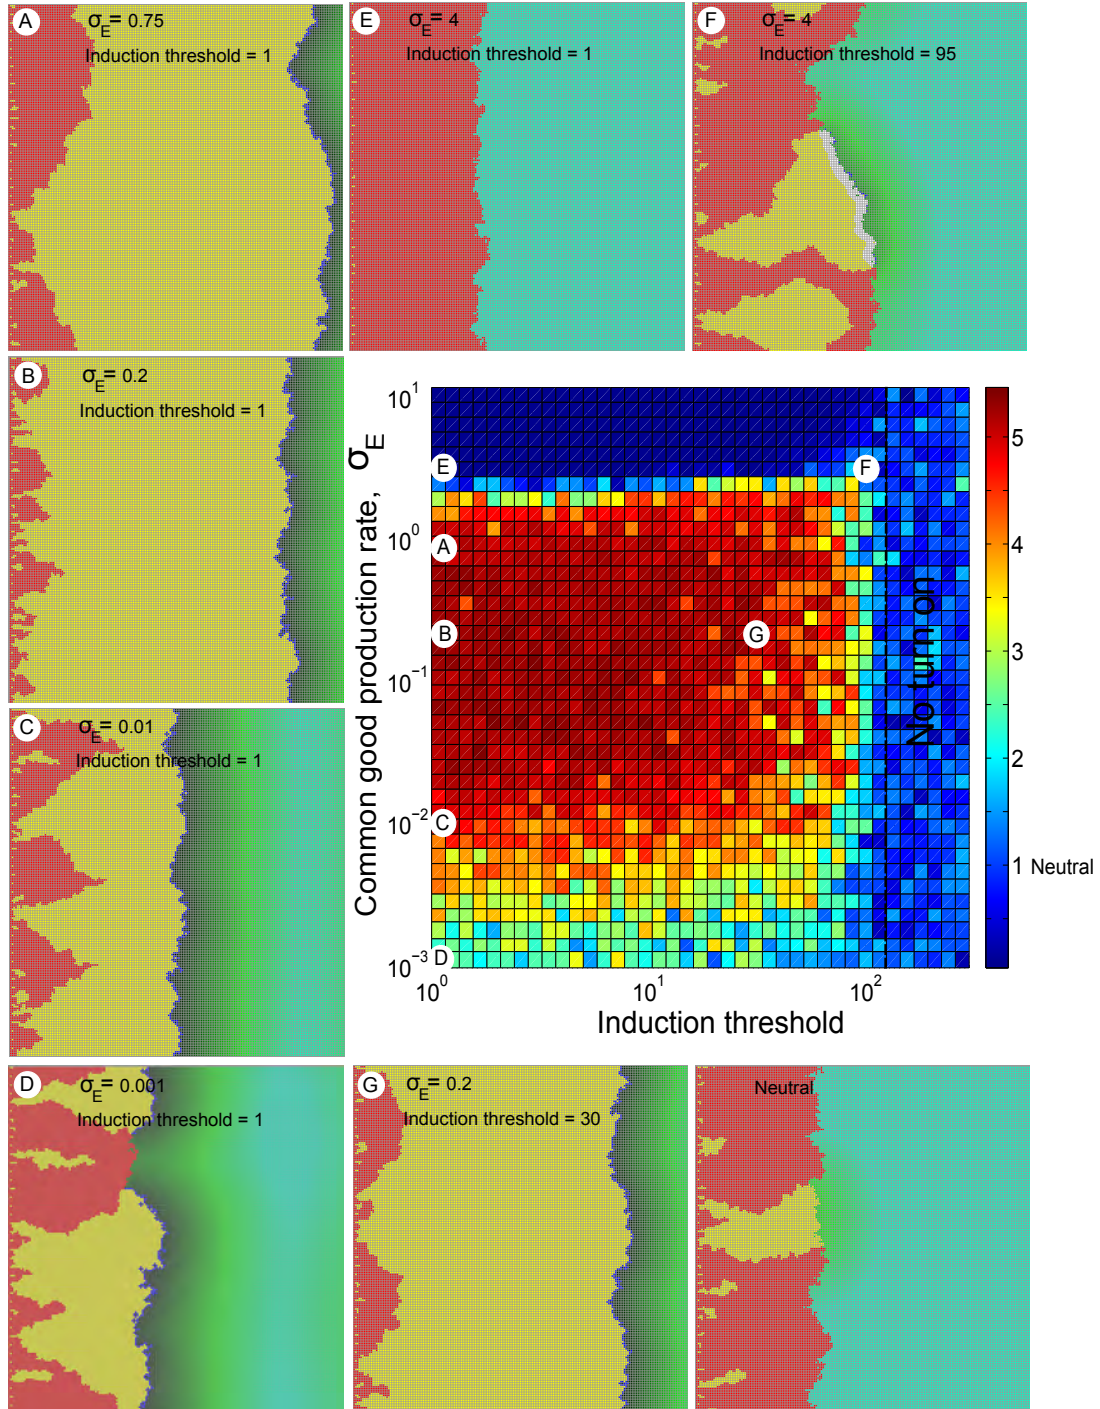 A
σE= 0.75
Induction threshold = 1
E
σE= 4
Induction threshold = 1
F
σE= 4
Induction threshold = 95
B
σE= 0.2
Induction threshold = 1
C
σE= 0.01
Induction threshold = 1
Common good production rate, σE
10^1
10^0
10^-1
10^-2
10^-3
E
F
A
B
G
C
D
No turn on
10^0
10^1
10^2
Induction threshold
5
4
3
2
1 Neutral
D
σE= 0.001
Induction threshold = 1
G
σE= 0.2
Induction threshold = 30
Neutral